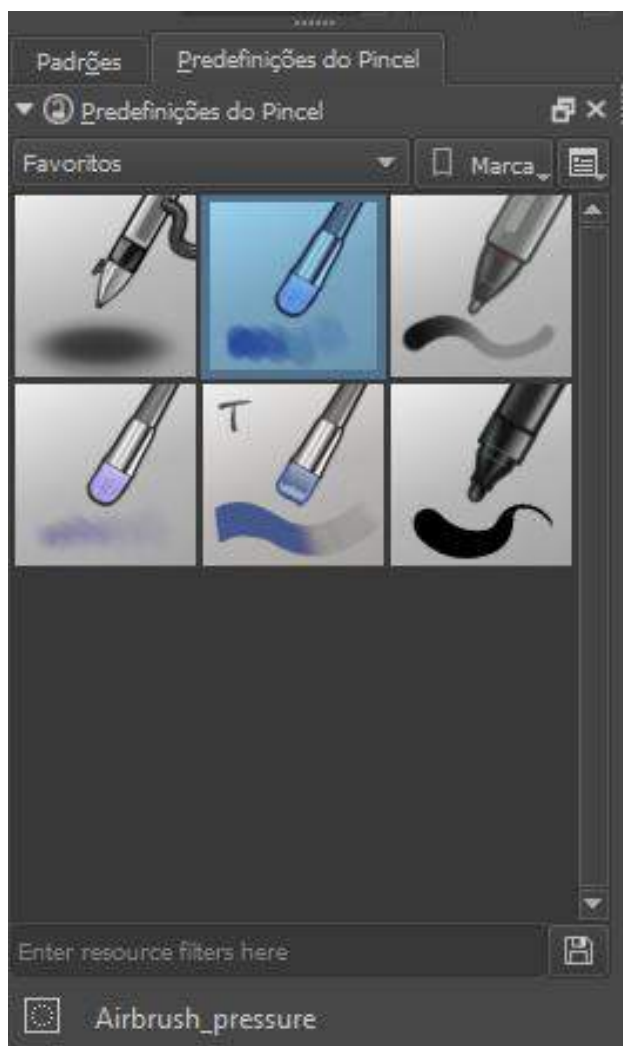 Padrões Predefinições do Pincel
Predefinições do Pincel
Favoritos Marca
T
Enter resource filters here
Airbrush_pressure